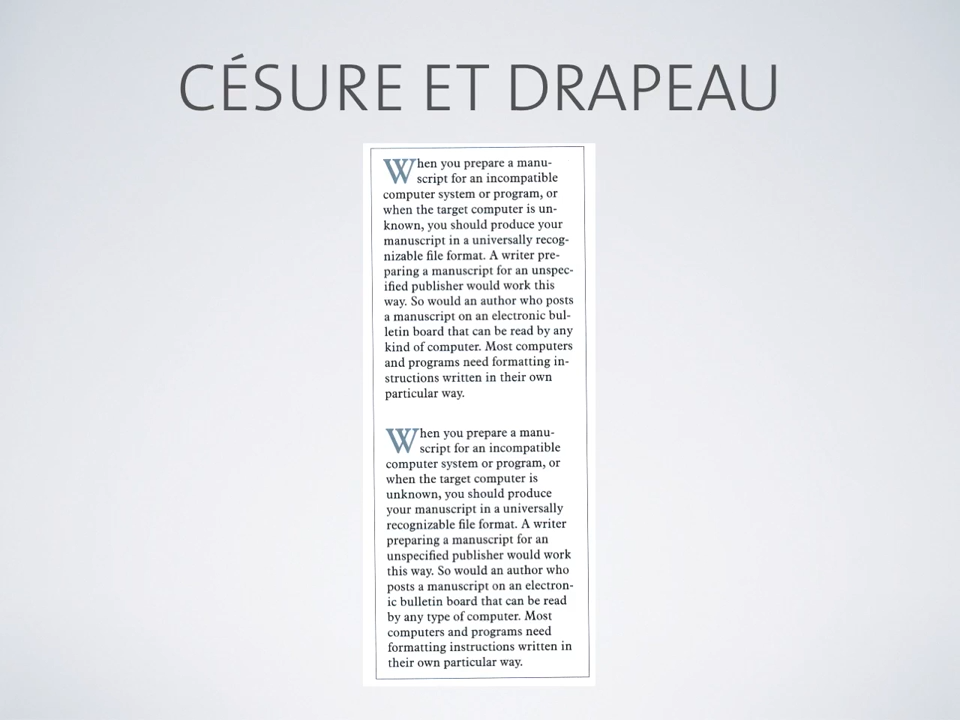 CÉSURE ET DRAPEAU
When you prepare a manu-
script for an incompatible
computer system or program, or
when the target computer is un-
known, you should produce your
manuscript in a universally recog-
nizable file format. A writer pre-
paring a manuscript for an unspec-
ified publisher would work this
way. So would an author who posts
a manuscript on an electronic bul-
letin board that can be read by any
kind of computer. Most computers
and programs need formatting in-
structions written in their own
particular way.
When you prepare a manu-
script for an incompatible
computer system or program, or
when the target computer is
unknown, you should produce
your manuscript in a universally
recognizable file format. A writer
preparing a manuscript for an
unspecified publisher would work
this way. So would an author who
posts a manuscript on an electron-
ic bulletin board that can be read
by any type of computer. Most
computers and programs need
formatting instructions written in
their own particular way.